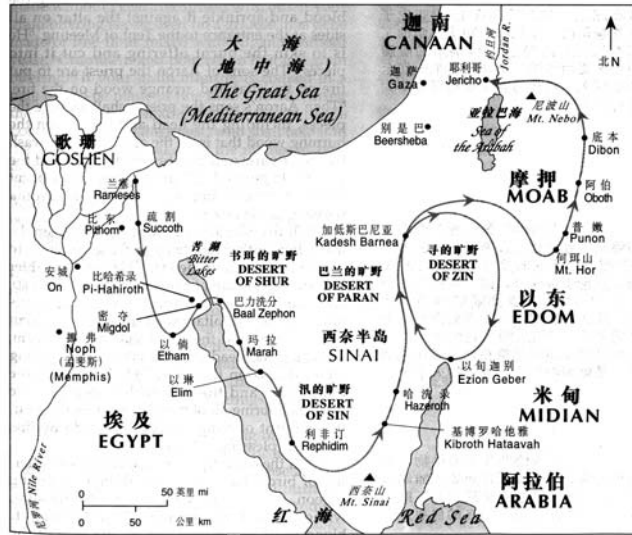 大 海
( 地 中 海 )
The Great Sea
(Mediterranean Sea)
迦 南
CANAAN
约旦河
Jordan R.
北N
迦 萨
Gaza
耶利哥
Jericho
尼波山
Mt. Nebo
别 是 巴
Beersheba
亚拉巴海
Sea of
the Arabah
底 本
Dibon
歌 珊
GOSHEN
兰塞
Rameses
摩 押
MOAB
阿 伯
Oboth
比 东
Pithom
疏 割
Succoth
加低斯巴尼亚
Kadesh Barnea
普 嫩
Punon
何珥山
Mt. Hor
苦 湖
Bitter
Lakes
书珥的旷野
DESERT
OF SHUR
巴兰的旷野
DESERT
OF PARAN
寻的旷野
DESERT
OF ZIN
安城
On
比哈希录
Pi-Hahiroth
巴力洗分
Baal Zephon
以 东
EDOM
密 夺
Migdol
挪 弗
Noph
(孟斐斯)
(Memphis)
以 倘
Etham
玛 拉
Marah
西奈半岛
SINAI
以旬迦别
Ezion Geber
以 琳
Elim
汛的旷野
DESERT
OF SIN
哈 洗 录
Hazeroth
米 甸
MIDIAN
埃 及
EGYPT
利 非 订
Rephidim
基博罗哈他雅
Kibroth Hataavah
尼罗河 Nile River
0 50 英里 mi
0 50 公里 km
西奈山
Mt. Sinai
阿拉伯
ARABIA
红 海
Red Sea